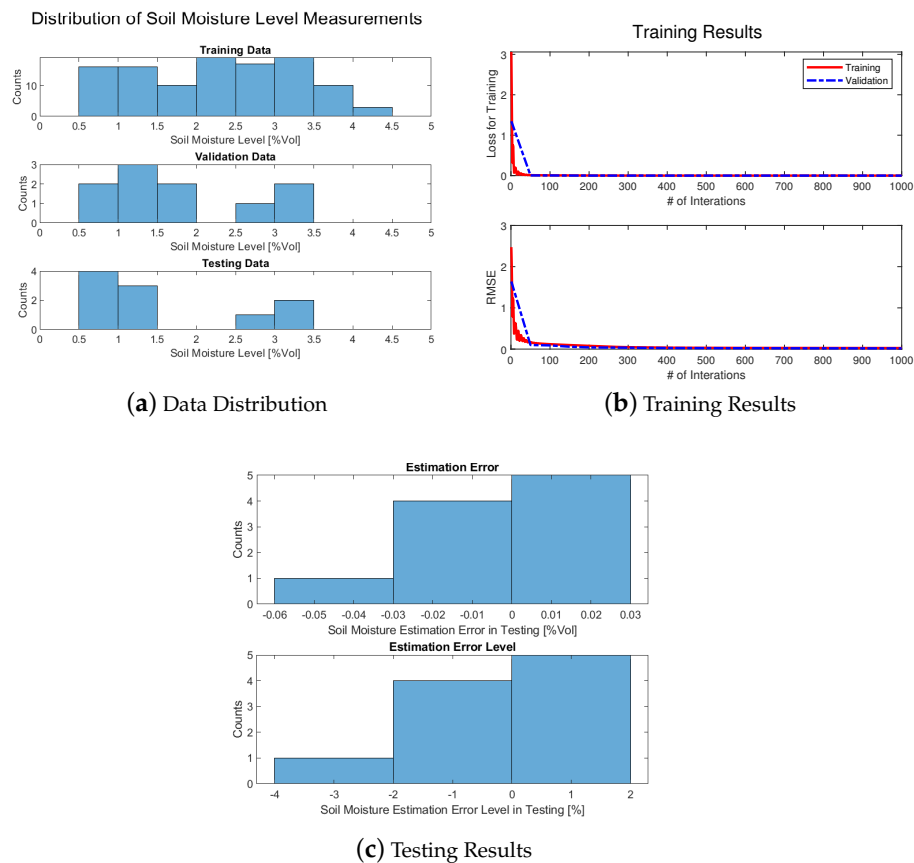 Distribution of Soil Moisture Level Measurements
Training Data
Counts
10
0
0 0.5 1 1.5 2 2.5 3 3.5 4 4.5 5
Soil Moisture Level [%Vol]
Validation Data
Counts
3
2
1
0
0 0.5 1 1.5 2 2.5 3 3.5 4 4.5 5
Soil Moisture Level [%Vol]
Testing Data
Counts
4
2
0
0 0.5 1 1.5 2 2.5 3 3.5 4 4.5 5
Soil Moisture Level [%Vol]
(a) Data Distribution
Training Results
Training
Validation
Loss for Training
3
2
1
0
0 100 200 300 400 500 600 700 800 900 1000
# of Interations
RMSE
3
2
1
0
0 100 200 300 400 500 600 700 800 900 1000
# of Interations
(b) Training Results
Estimation Error
Counts
5
4
3
2
1
0
-0.06 -0.05 -0.04 -0.03 -0.02 -0.01 0 0.01 0.02 0.03
Soil Moisture Estimation Error in Testing [%Vol]
Estimation Error Level
Counts
5
4
3
2
1
0
-4 -3 -2 -1 0 1 2
Soil Moisture Estimation Error Level in Testing [%]
(c) Testing Results